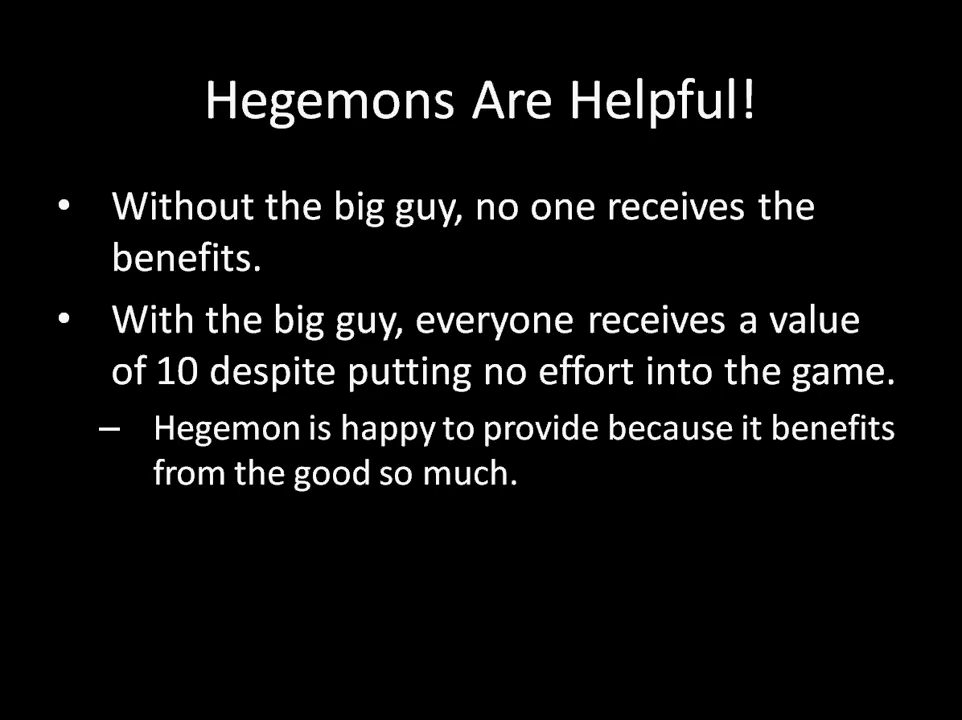 Hegemons Are Helpful!
• Without the big guy, no one receives the
benefits.
• With the big guy, everyone receives a value
of 10 despite putting no effort into the game.
– Hegemon is happy to provide because it benefits
from the good so much.